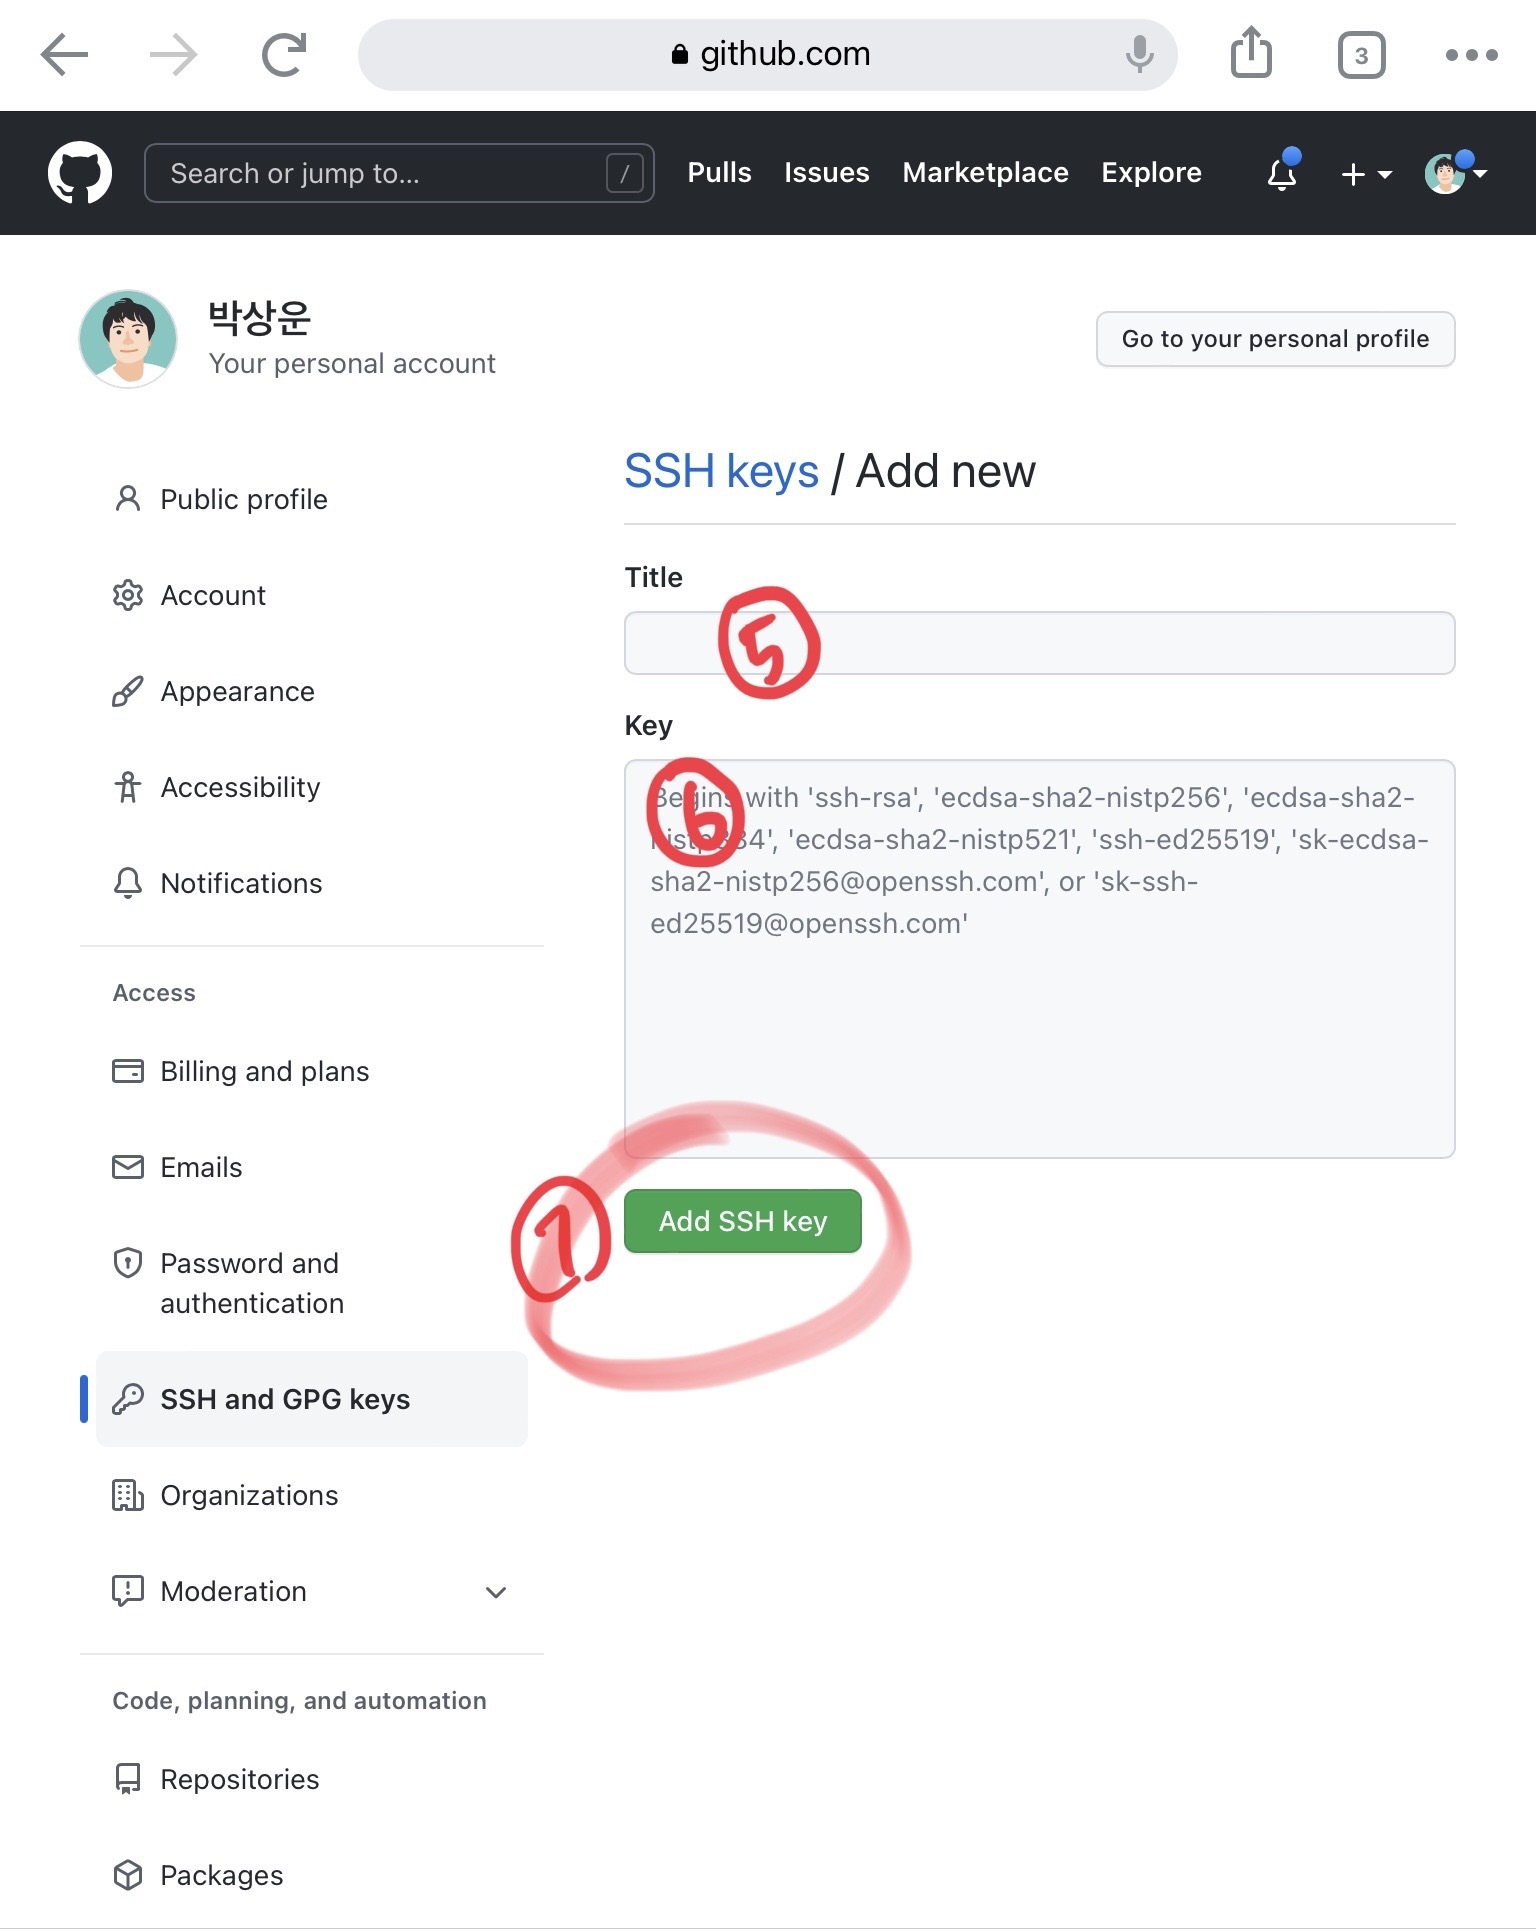 github.com
3
Search or jump to... /
Pulls Issues Marketplace Explore
박상운
Your personal account
Go to your personal profile
Public profile
Account
Appearance
Accessibility
Notifications
Access
Billing and plans
Emails
Password and
authentication
SSH and GPG keys
Organizations
Moderation
Code, planning, and automation
Repositories
Packages
SSH keys / Add new
Title
5
Key
6
Begins with 'ssh-rsa', 'ecdsa-sha2-nistp256', 'ecdsa-sha2-
nistp384', 'ecdsa-sha2-nistp521', 'ssh-ed25519', 'sk-ecdsa-
sha2-nistp256@openssh.com', or 'sk-ssh-
ed25519@openssh.com'
Add SSH key